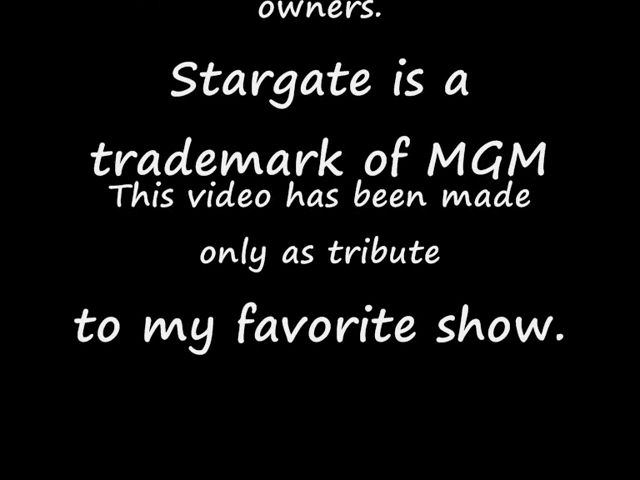 owners.
Stargate is a
trademark of MGM
This video has been made
only as tribute
to my favorite show.